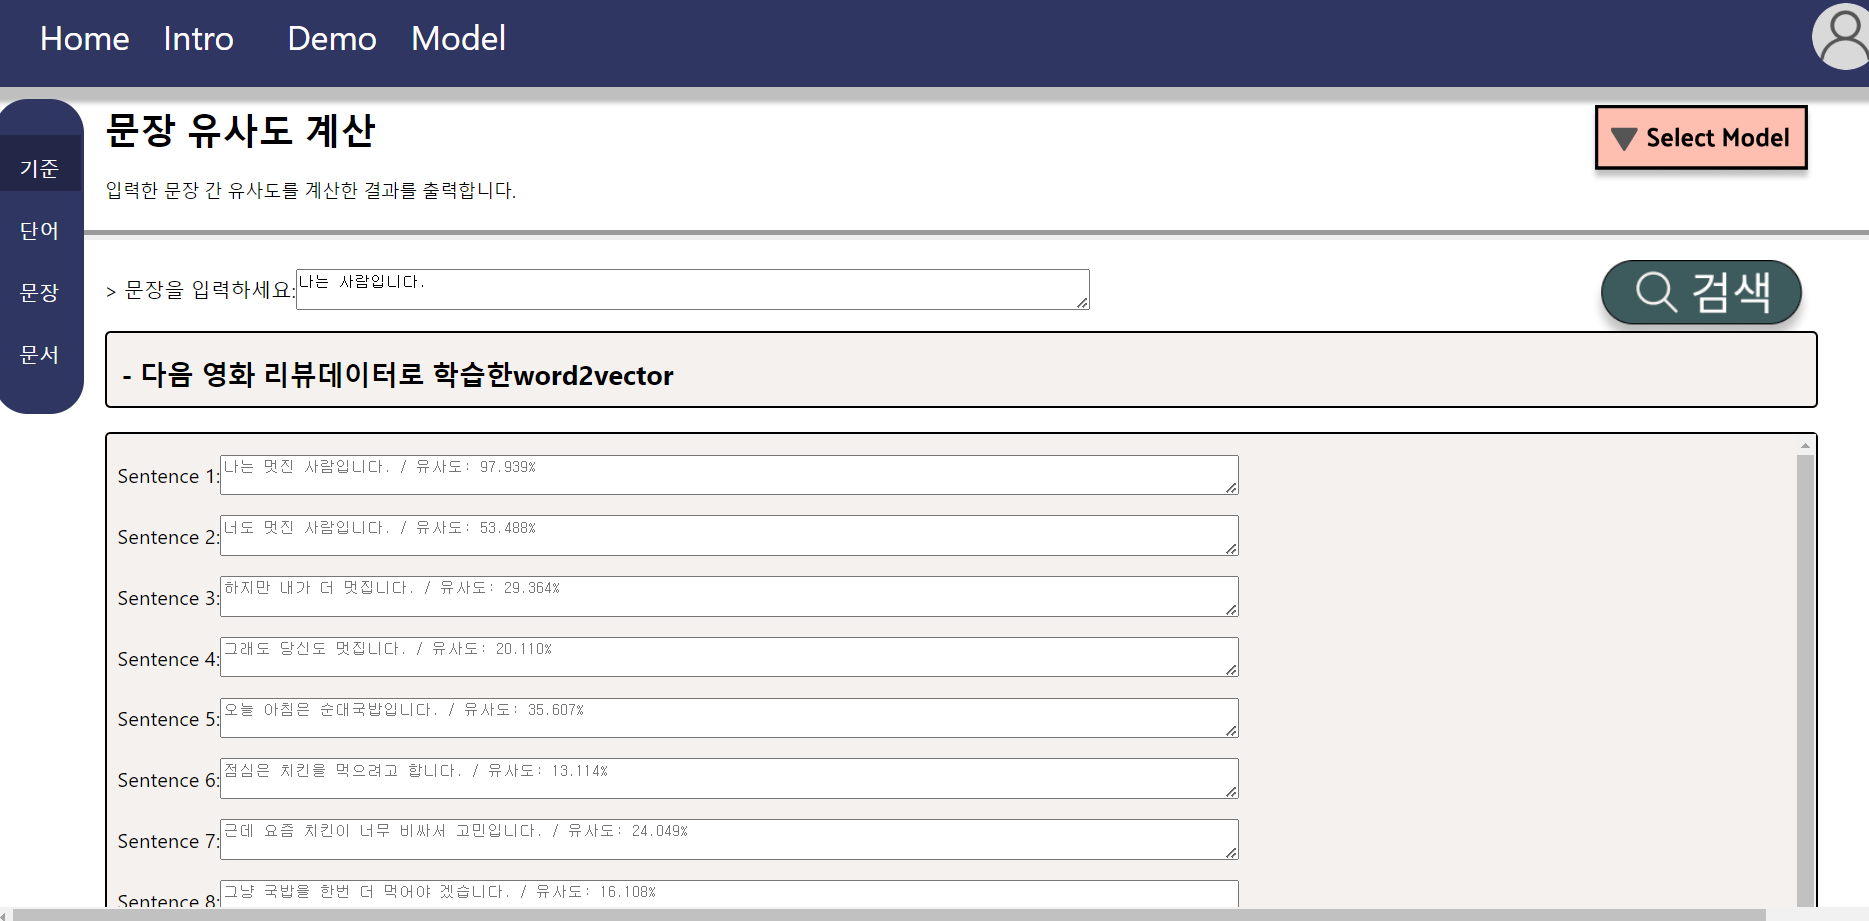 Home Intro Demo Model
문장 유사도 계산
▼ Select Model
입력한 문장 간 유사도를 계산한 결과를 출력합니다.
기준
단어
문장
문서
> 문장을 입력하세요: 나는 사람입니다.
검색
- 다음 영화 리뷰데이터로 학습한word2vector
Sentence 1: 나는 멋진 사람입니다. / 유사도: 97.939%
Sentence 2: 너도 멋진 사람입니다. / 유사도: 53.488%
Sentence 3: 하지만 내가 더 멋집니다. / 유사도: 29.364%
Sentence 4: 그래도 당신도 멋집니다. / 유사도: 20.110%
Sentence 5: 오늘 아침은 순대국밥입니다. / 유사도: 35.607%
Sentence 6: 점심은 치킨을 먹으려고 합니다. / 유사도: 13.114%
Sentence 7: 근데 요즘 치킨이 너무 비싸서 고민입니다. / 유사도: 24.049%
Sentence 8: 그냥 국밥을 한번 더 먹어야 겠습니다. / 유사도: 16.108%